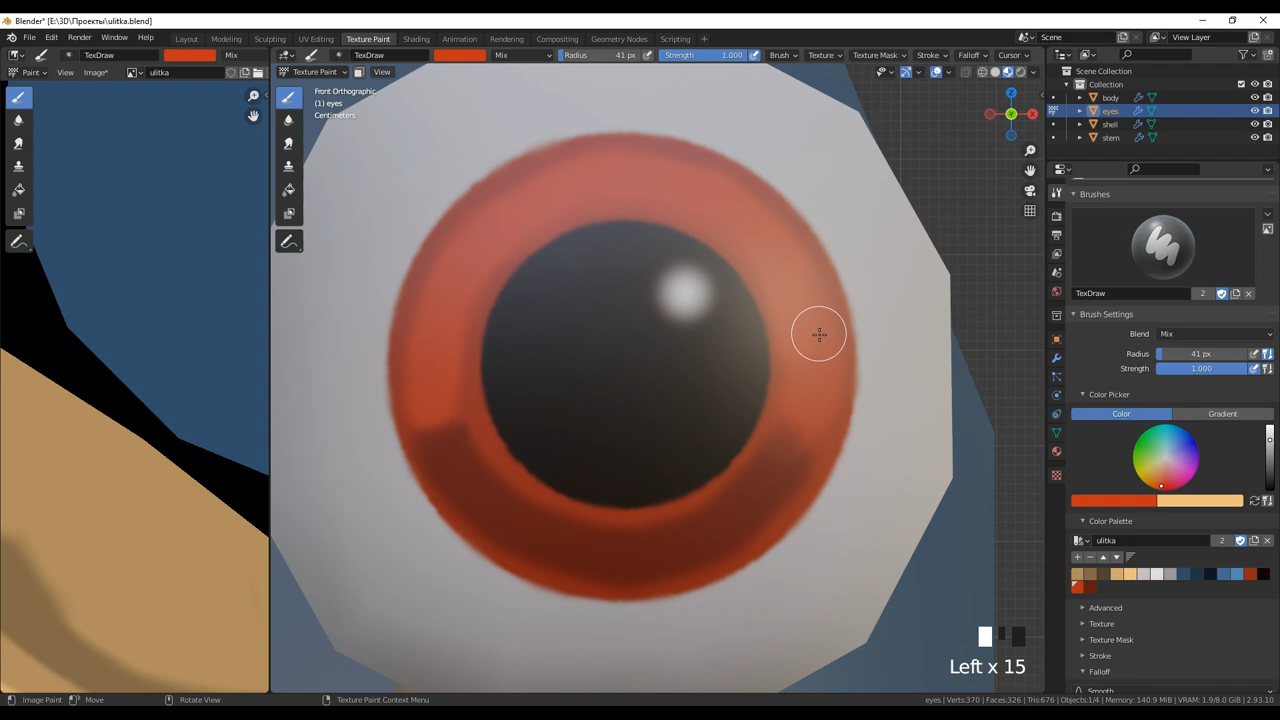 Blender* [E:\3D\Проекты\ulitka.blend]
File Edit Render Window Help Layout Modeling Sculpting UV Editing Texture Paint Shading Animation Rendering Compositing Geometry Nodes Scripting + Scene View Layer
TexDraw Mix TexDraw Mix Radius 41 px Strength 1.000 Brush Texture Texture Mask Stroke Falloff Cursor
Paint View Image* ulitka Texture Paint View
Scene Collection
Collection
body
eyes
shell
stem
Front Orthographic
(1) eyes
Centimeters
Z
Y
X
Brushes
TexDraw 2
Brush Settings
Blend Mix
Radius 41 px
Strength 1.000
Color Picker
Color Gradient
Color Palette
ulitka 2
Advanced
Texture
Texture Mask
Stroke
Falloff
Smooth
Left x 15
Image Paint Move Rotate View Texture Paint Context Menu eyes | Verts:370 | Faces:326 | Tris:676 | Objects:1/4 | Memory: 140.9 MiB | VRAM: 1.9/8.0 GiB | 2.93.10